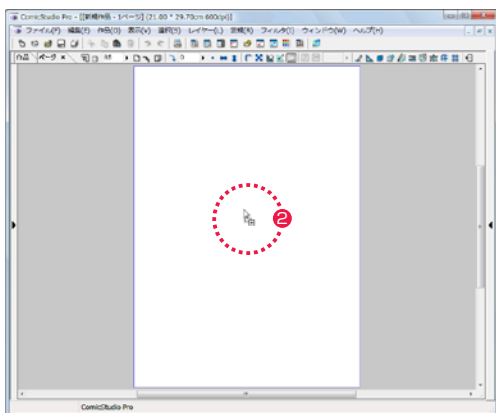 ComicStudio Pro - [[新規作品 - 1ページ] (21.00 * 29.70cm 600dpi)]
ファイル(F) 編集(E) 作品(O) 表示(V) 選択(S) レイヤー(L) 定規(R) フィルタ(I) ウィンドウ(W) ヘルプ(H)
作品 ページ ×
2
ComicStudio Pro